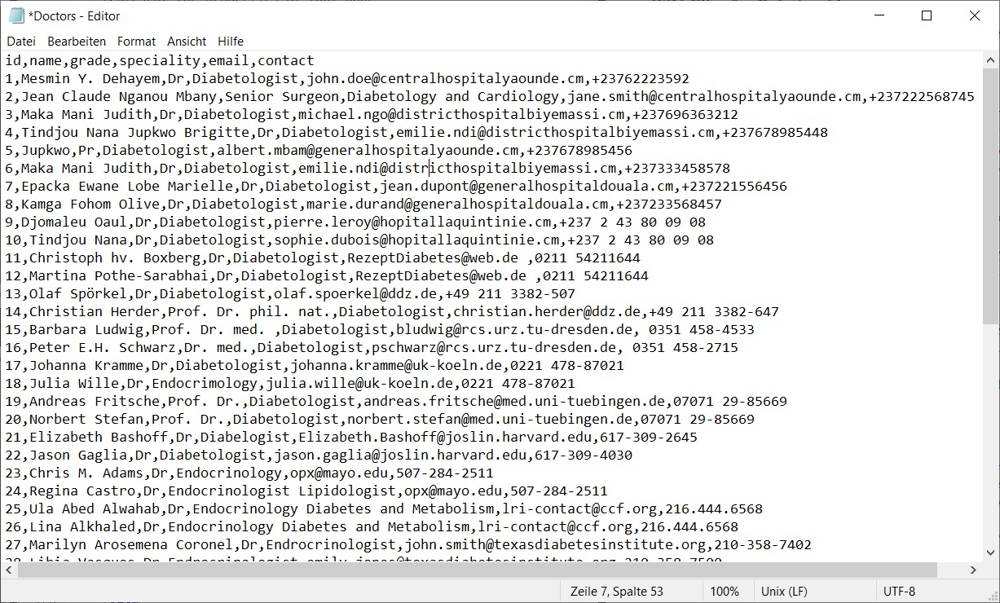 *Doctors - Editor
Datei Bearbeiten Format Ansicht Hilfe
id,name,grade,speciality,email,contact
1,Mesmin Y. Dehayem,Dr,Diabetologist,john.doe@centralhospitalyaounde.cm,+23762223592
2,Jean Claude Nganou Mbany,Senior Surgeon,Diabetology and Cardiology,jane.smith@centralhospitalyaounde.cm,+237222568745
3,Maka Mani Judith,Dr,Diabetologist,michael.ngo@districthospitalbiyemassi.cm,+237696363212
4,Tindjou Nana Jupkwo Brigitte,Dr,Diabetologist,emilie.ndi@districthospitalbiyemassi.cm,+237678985448
5,Jupkwo,Pr,Diabetologist,albert.mbam@generalhospitalyaounde.cm,+237678985456
6,Maka Mani Judith,Dr,Diabetologist,emilie.ndi@districthospitalbiyemassi.cm,+237333458578
7,Epacka Ewane Lobe Marielle,Dr,Diabetologist,jean.dupont@generalhospitaldouala.cm,+237221556456
8,Kamga Fohom Olive,Dr,Diabetologist,marie.durand@generalhospitaldouala.cm,+237233568457
9,Djomaleu Oaul,Dr,Diabetologist,pierre.leroy@hopitallaquintinie.cm,+237 2 43 80 09 08
10,Tindjou Nana,Dr,Diabetologist,sophie.dubois@hopitallaquintinie.cm,+237 2 43 80 09 08
11,Christoph hv. Boxberg,Dr,Diabetologist,RezeptDiabetes@web.de ,0211 54211644
12,Martina Pothe-Sarabhai,Dr,Diabetologist,RezeptDiabetes@web.de ,0211 54211644
13,Olaf Spörkel,Dr,Diabetologist,olaf.spoerkel@ddz.de,+49 211 3382-507
14,Christian Herder,Prof. Dr. phil. nat.,Diabetologist,christian.herder@ddz.de,+49 211 3382-647
15,Barbara Ludwig,Prof. Dr. med. ,Diabetologist,bludwig@rcs.urz.tu-dresden.de, 0351 458-4533
16,Peter E.H. Schwarz,Dr. med.,Diabetologist,pschwarz@rcs.urz.tu-dresden.de, 0351 458-2715
17,Johanna Kramme,Dr,Diabetologist,johanna.kramme@uk-koeln.de,0221 478-87021
18,Julia Wille,Dr,Endocrimology,julia.wille@uk-koeln.de,0221 478-87021
19,Andreas Fritsche,Prof. Dr.,Diabetologist,andreas.fritsche@med.uni-tuebingen.de,07071 29-85669
20,Norbert Stefan,Prof. Dr.,Diabetologist,norbert.stefan@med.uni-tuebingen.de,07071 29-85669
21,Elizabeth Bashoff,Dr,Diabelogist,Elizabeth.Bashoff@joslin.harvard.edu,617-309-2645
22,Jason Gaglia,Dr,Diabetologist,jason.gaglia@joslin.harvard.edu,617-309-4030
23,Chris M. Adams,Dr,Endocrinology,opx@mayo.edu,507-284-2511
24,Regina Castro,Dr,Endocrinologist Lipidologist,opx@mayo.edu,507-284-2511
25,Ula Abed Alwahab,Dr,Endocrinology Diabetes and Metabolism,lri-contact@ccf.org,216.444.6568
26,Lina Alkhaled,Dr,Endocrinology Diabetes and Metabolism,lri-contact@ccf.org,216.444.6568
27,Marilyn Arosemena Coronel,Dr,Endrocrinologist,john.smith@texasdiabetesinstitute.org,210-358-7402
Zeile 7, Spalte 53 100% Unix (LF) UTF-8